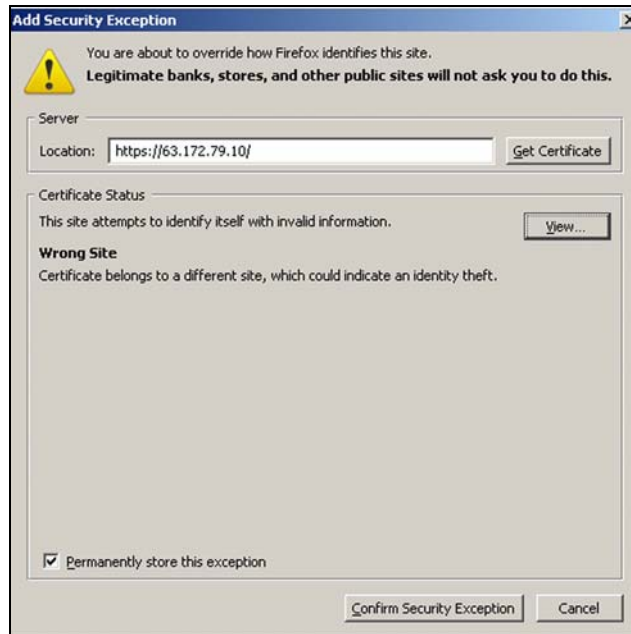 Add Security Exception
You are about to override how Firefox identifies this site.
Legitimate banks, stores, and other public sites will not ask you to do this.
Server
Location: https://63.172.79.10/ Get Certificate
Certificate Status
This site attempts to identify itself with invalid information. View...
Wrong Site
Certificate belongs to a different site, which could indicate an identity theft.
Permanently store this exception
Confirm Security Exception Cancel